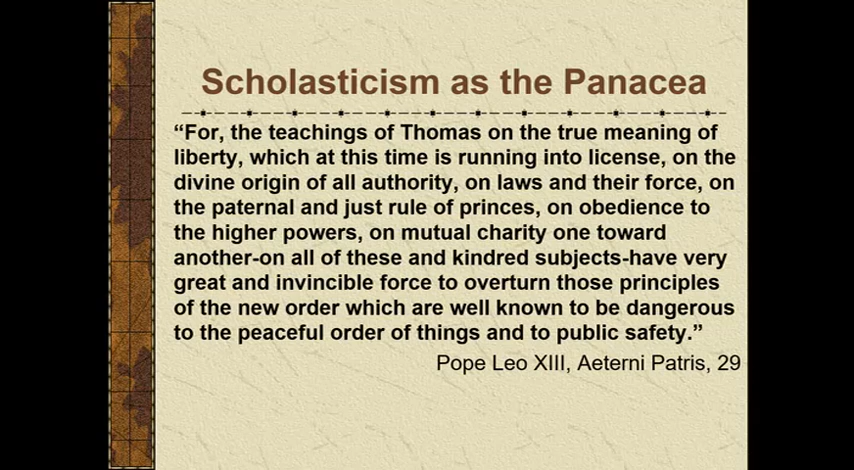 Scholasticism as the Panacea
“For, the teachings of Thomas on the true meaning of
liberty, which at this time is running into license, on the
divine origin of all authority, on laws and their force, on
the paternal and just rule of princes, on obedience to
the higher powers, on mutual charity one toward
another-on all of these and kindred subjects-have very
great and invincible force to overturn those principles
of the new order which are well known to be dangerous
to the peaceful order of things and to public safety.”
Pope Leo XIII, Aeterni Patris, 29